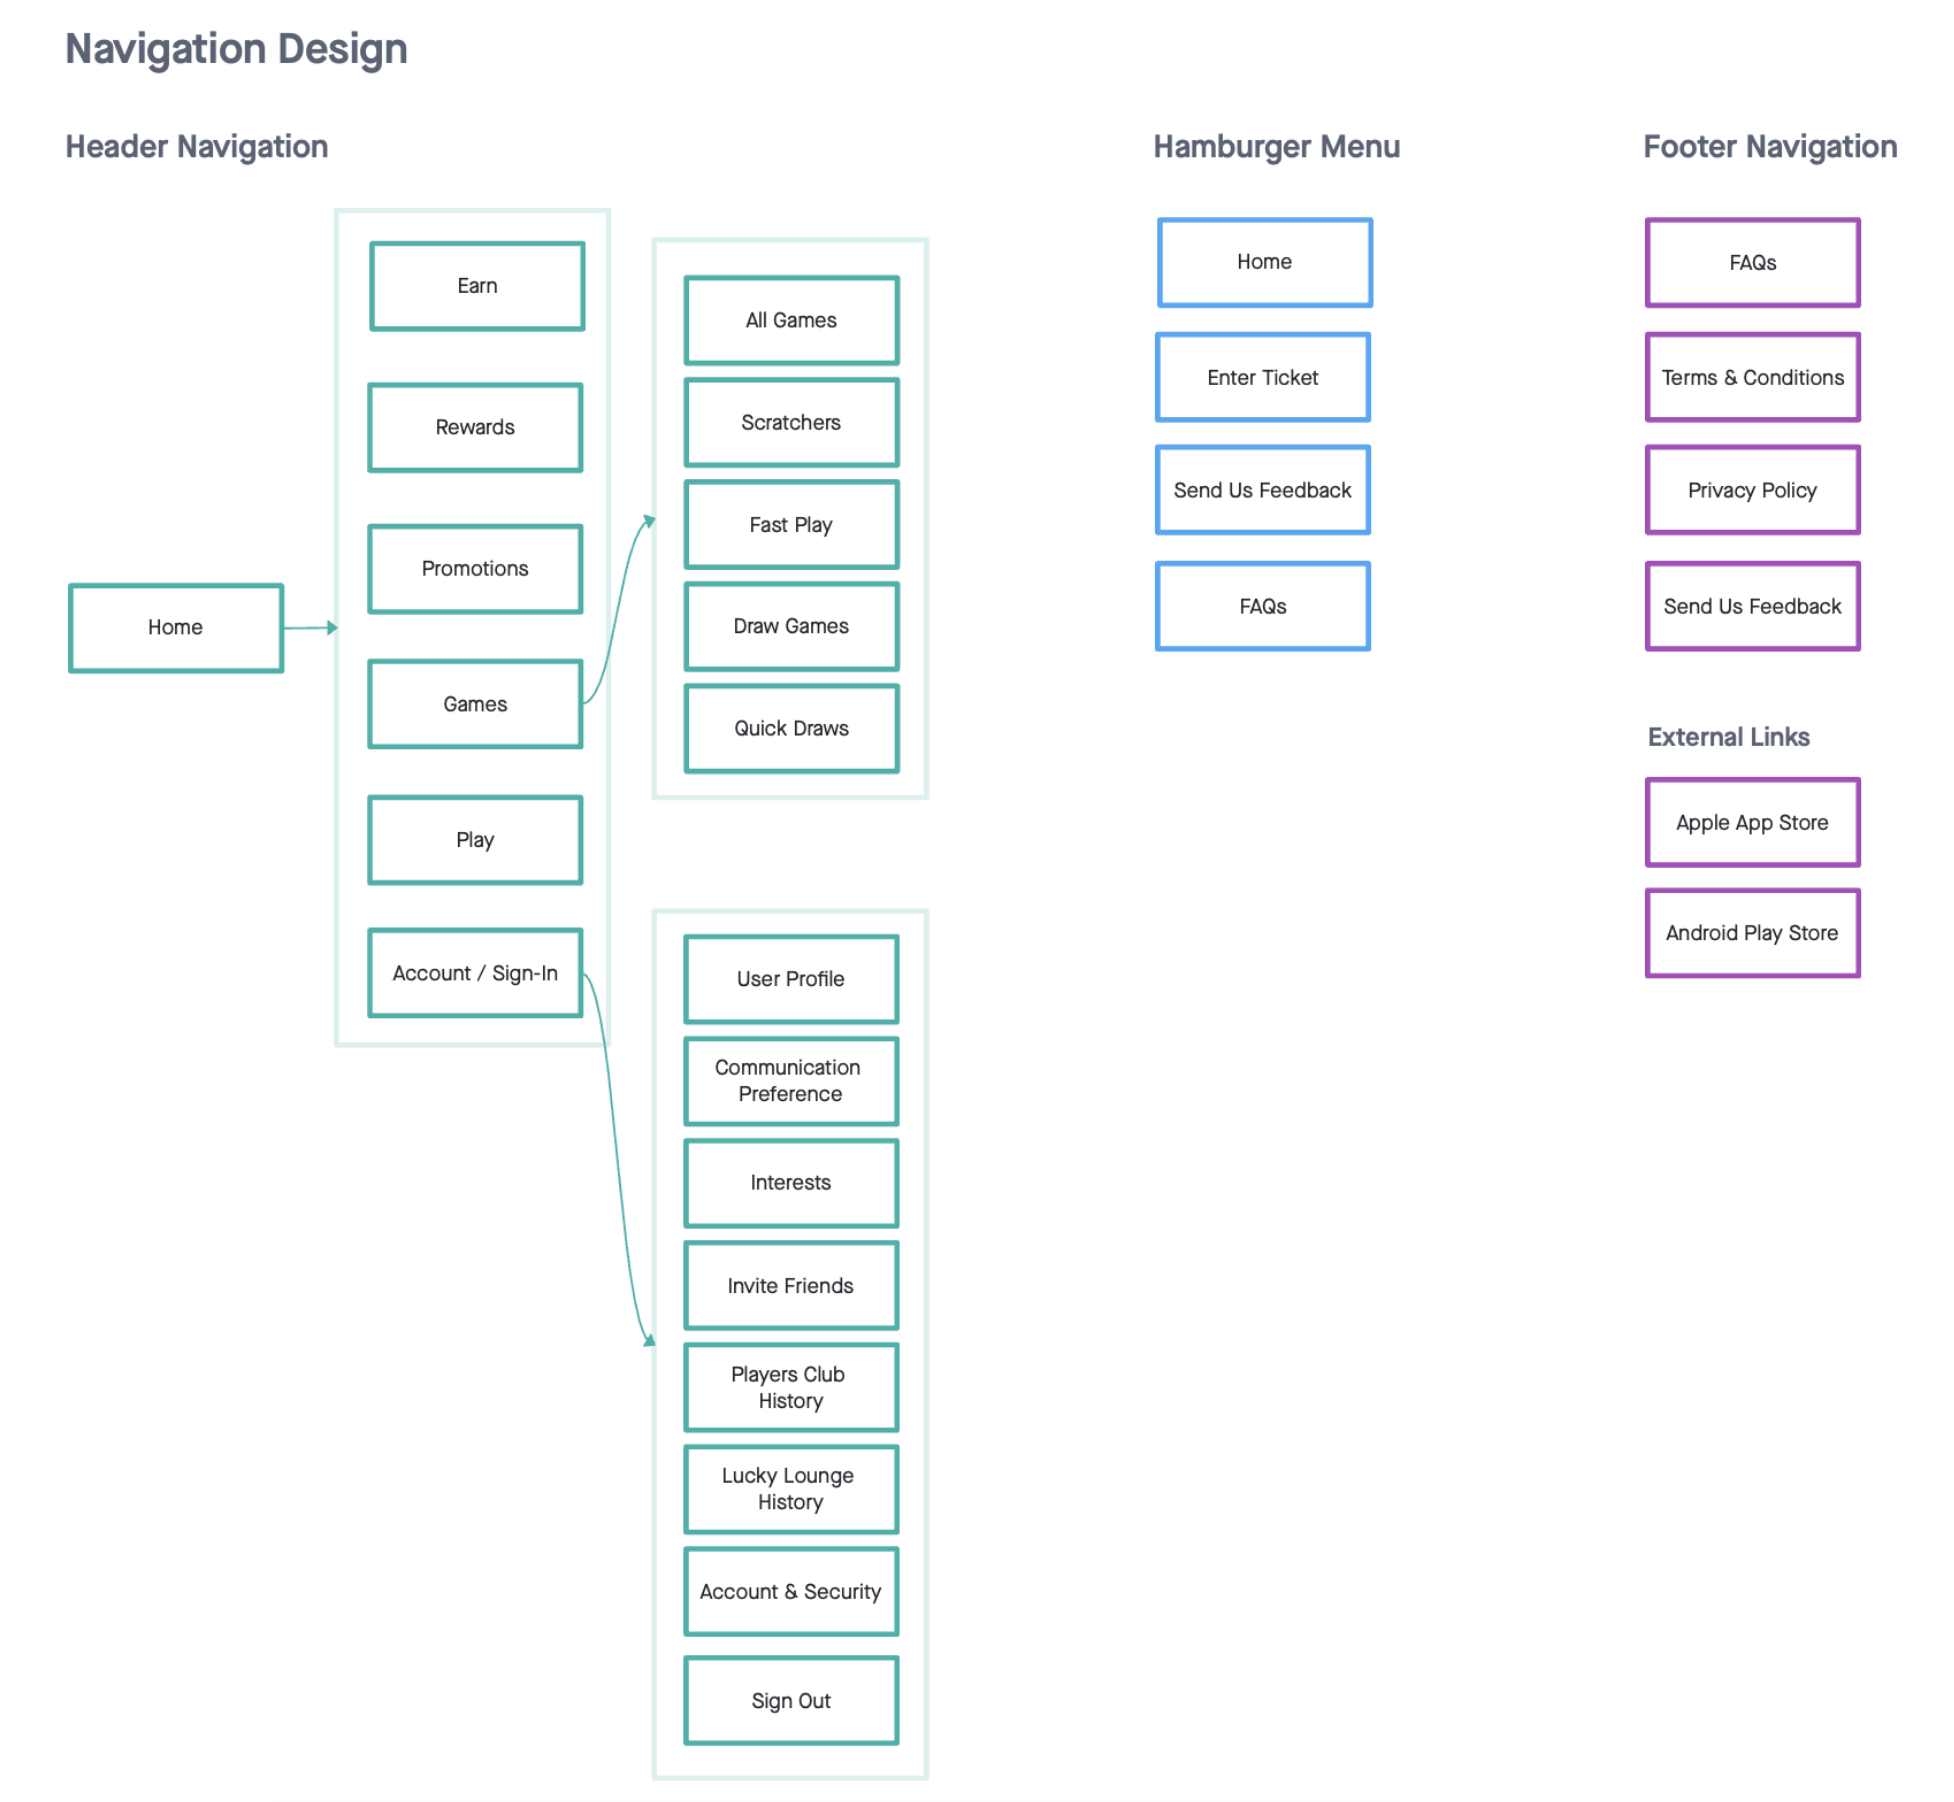 Navigation Design
Header Navigation
Home
Earn
Rewards
Promotions
Games
Play
Account / Sign-In
All Games
Scratchers
Fast Play
Draw Games
Quick Draws
User Profile
Communication
Preference
Interests
Invite Friends
Players Club
History
Lucky Lounge
History
Account & Security
Sign Out
Hamburger Menu
Home
Enter Ticket
Send Us Feedback
FAQs
Footer Navigation
FAQs
Terms & Conditions
Privacy Policy
Send Us Feedback
External Links
Apple App Store
Android Play Store